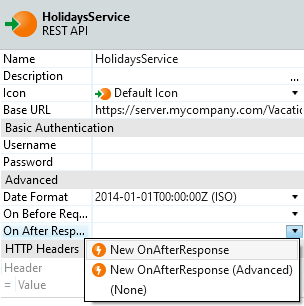 HolidaysService
REST API
Name HolidaysService
Description ...
Icon Default Icon
Base URL https://server.mycompany.com/Vacatio
Basic Authentication
Username
Password
Advanced
Date Format 2014-01-01T00:00:00Z (ISO)
On Before Req...
On After Resp...
HTTP Headers
New OnAfterResponse
Header
New OnAfterResponse (Advanced)
= Value
(None)